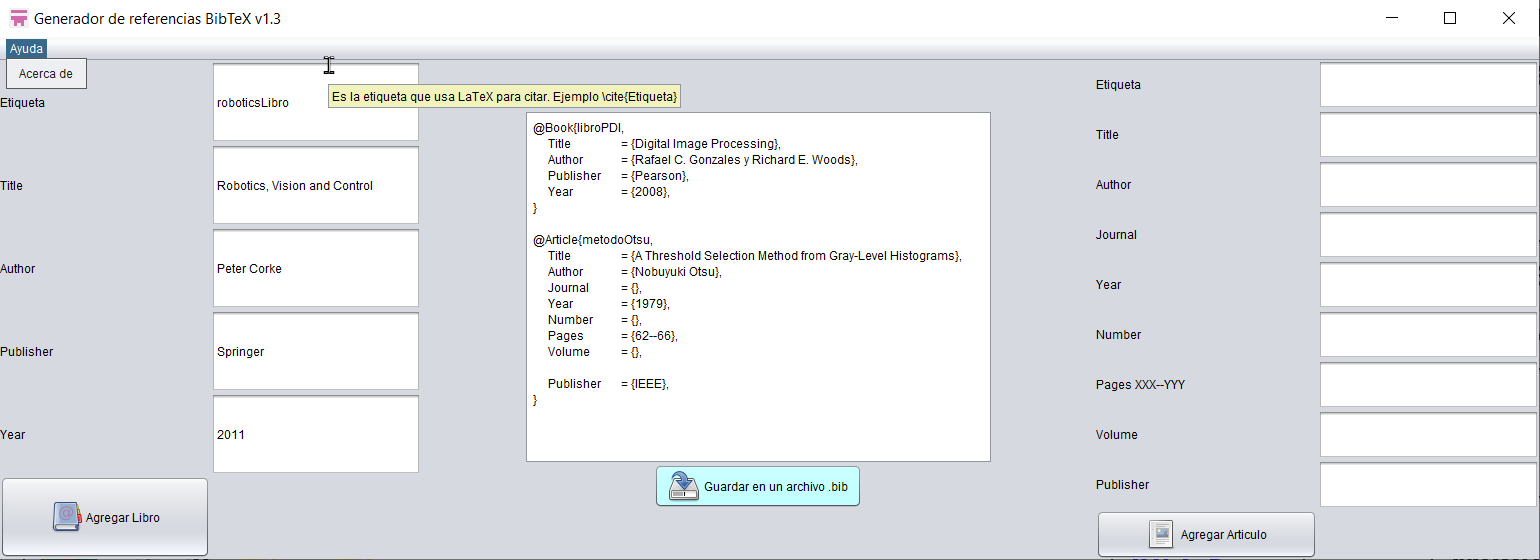 Generador de referencias BibTeX v1.3
Ayuda
Acerca de
Etiqueta
roboticsLibro
Es la etiqueta que usa LaTeX para citar. Ejemplo \cite{Etiqueta}
Title
Robotics, Vision and Control
Author
Peter Corke
Publisher
Springer
Year
2011
Agregar Libro
@Book{libroPDI,
Title = {Digital Image Processing},
Author = {Rafael C. Gonzales y Richard E. Woods},
Publisher = {Pearson},
Year = {2008},
}
@Article{metodoOtsu,
Title = {A Threshold Selection Method from Gray-Level Histograms},
Author = {Nobuyuki Otsu},
Journal = {},
Year = {1979},
Number = {},
Pages = {62--66},
Volume = {},
Publisher = {IEEE},
}
Guardar en un archivo .bib
Etiqueta
Title
Author
Journal
Year
Number
Pages XXX--YYY
Volume
Publisher
Agregar Articulo